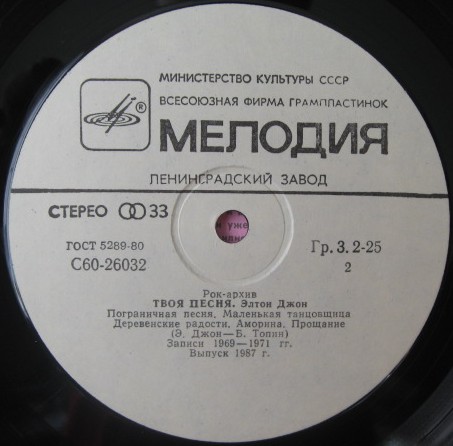 МИНИСТЕРСТВО КУЛЬТУРЫ СССР
ВСЕСОЮЗНАЯ ФИРМА ГРАМПЛАСТИНОК
®
МЕЛОДИЯ
ЛЕНИНГРАДСКИЙ ЗАВОД
СТЕРЕО 33
уже
ГОСТ 5289-80
Гр. 3. 2-25
С60-26032
2
Рок-архив
ТВОЯ ПЕСНЯ. Элтон Джон
Пограничная песня, Маленькая танцовщица
Деревенские радости, Аморина, Прощание
(Э. Джон—Б. Топин)
Записи 1969—1971 гг.
Выпуск 1987 г.